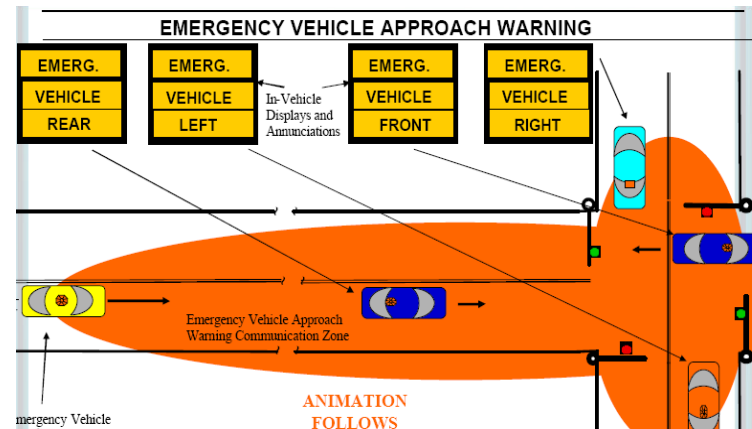 EMERGENCY VEHICLE APPROACH WARNING
EMERG.
VEHICLE
REAR
EMERG.
VEHICLE
LEFT
In-Vehicle
Displays and
Annunciations
EMERG.
VEHICLE
FRONT
EMERG.
VEHICLE
RIGHT
Emergency Vehicle Approach
Warning Communication Zone
mergency Vehicle
ANIMATION
FOLLOWS